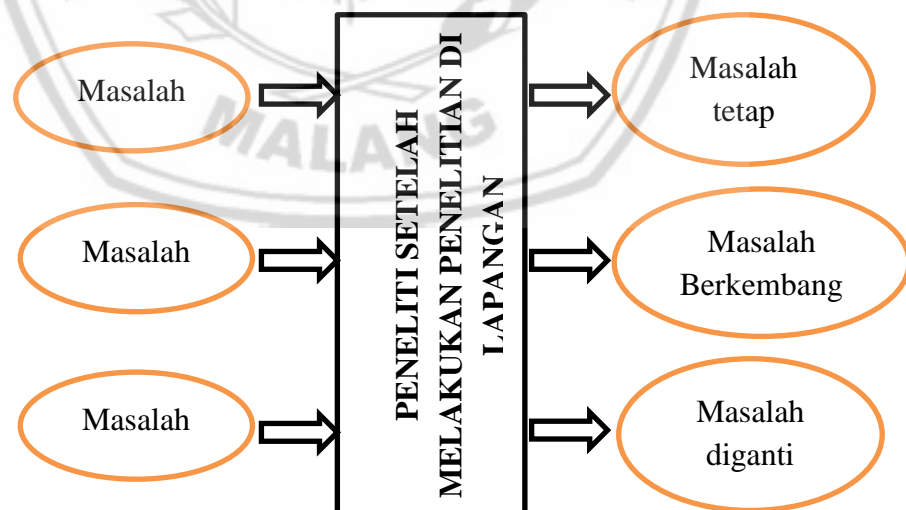 Masalah
Masalah
Masalah
PENELITI SETELAH
MELAKUKAN PENELITIAN DI
LAPANGAN
Masalah
tetap
Masalah
Berkembang
Masalah
diganti
MALANG